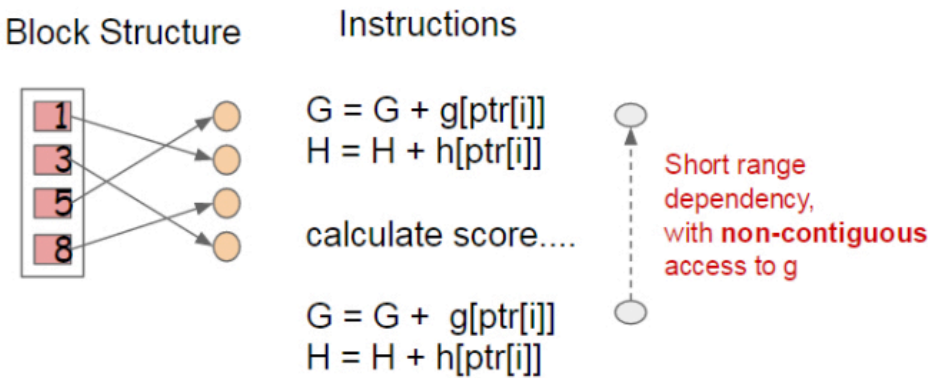 Block Structure
Instructions
1
3
5
8
G = G + g[ptr[i]]
H = H + h[ptr[i]]
calculate score....
G = G + g[ptr[i]]
H = H + h[ptr[i]]
Short range
dependency,
with non-contiguous
access to g